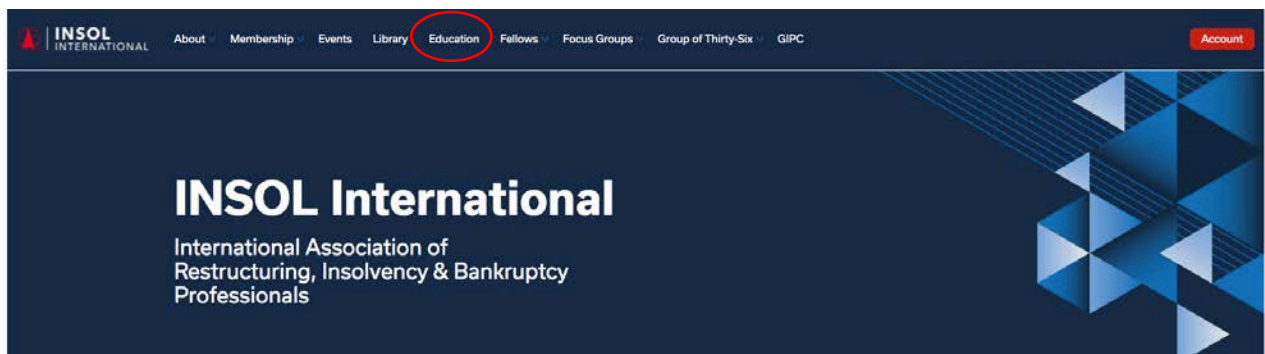 INSOL
INTERNATIONAL
About Membership Events Library Education Fellows Focus Groups Group of Thirty-Six GIPC Account
INSOL International
International Association of
Restructuring, Insolvency & Bankruptcy
Professionals